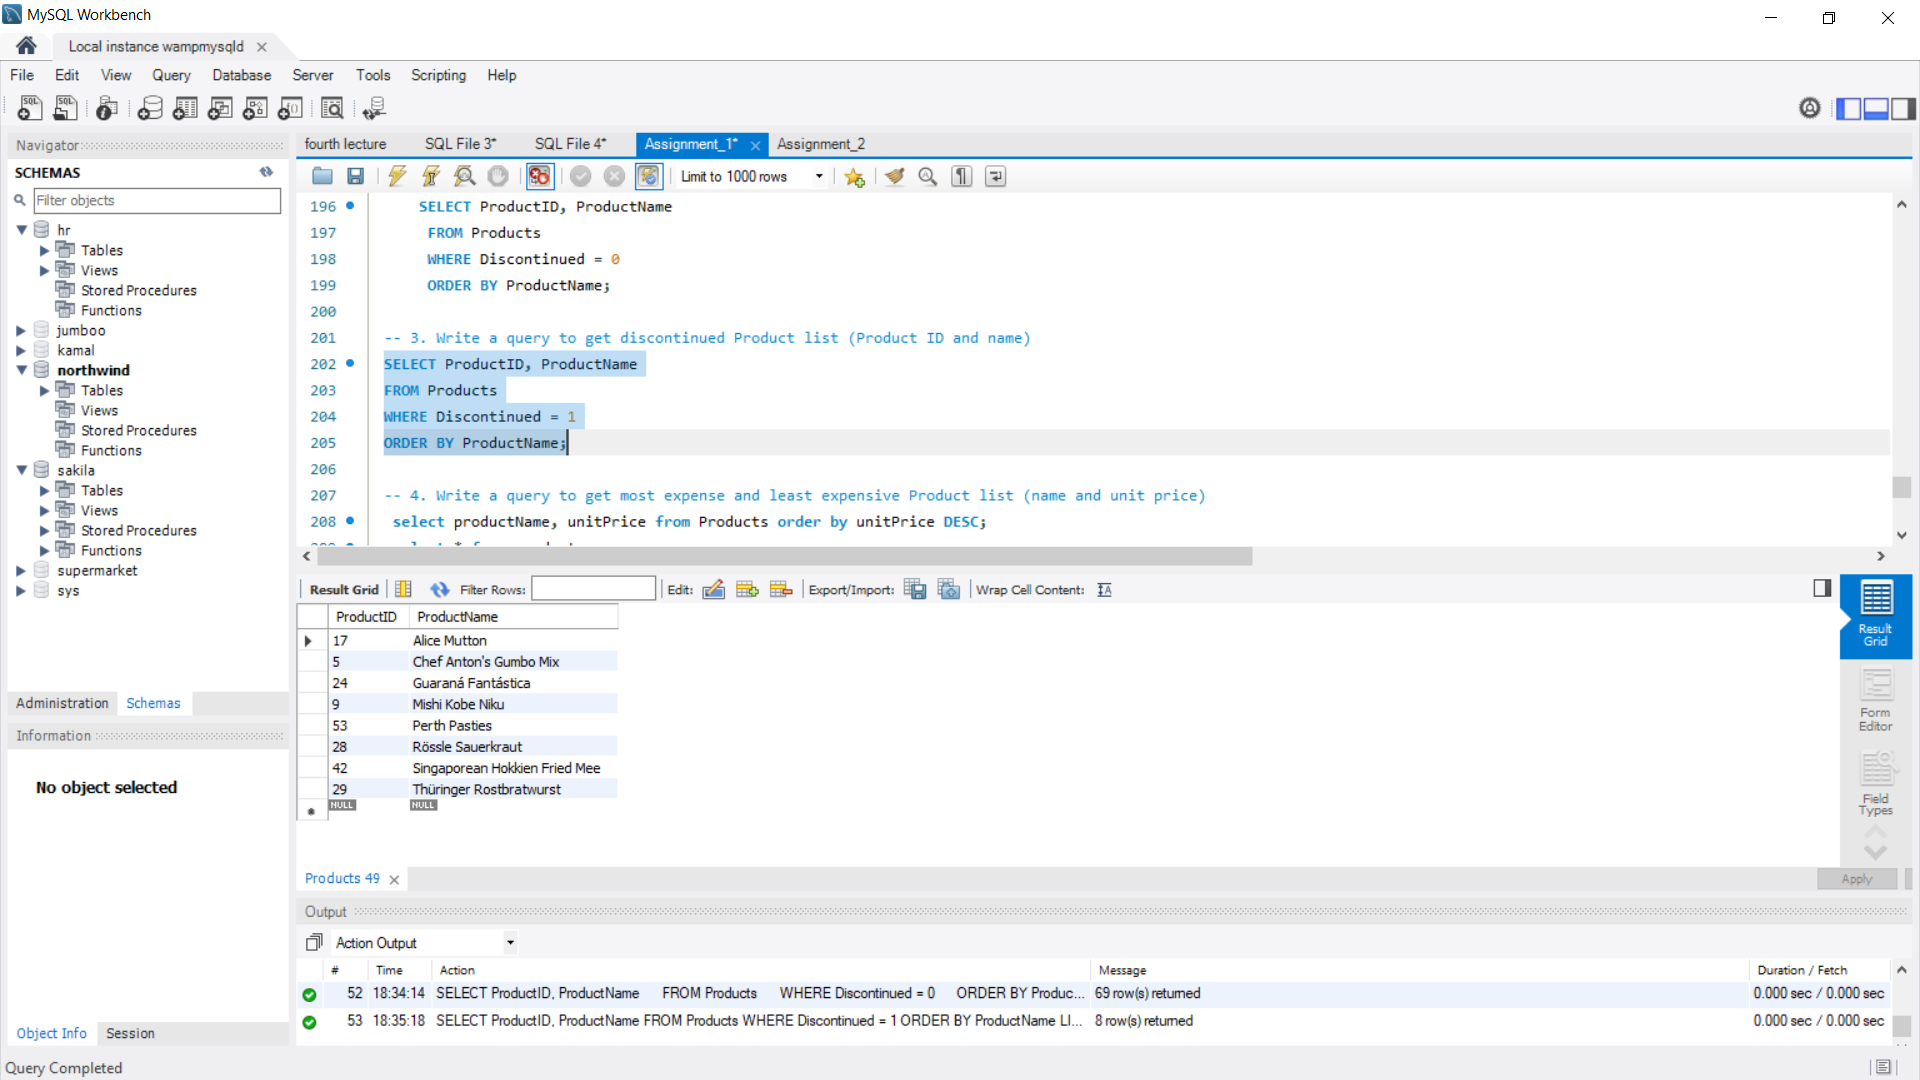 MySQL Workbench
Local instance wampmysqld
File Edit View Query Database Server Tools Scripting Help
Navigator
SCHEMAS
Filter objects
hr
Tables
Views
Stored Procedures
Functions
jumboo
kamal
northwind
Tables
Views
Stored Procedures
Functions
sakila
Tables
Views
Stored Procedures
Functions
supermarket
sys
Administration Schemas
Information
No object selected
Object Info Session
fourth lecture SQL File 3* SQL File 4* Assignment_1* Assignment_2
Limit to 1000 rows
196 SELECT ProductID, ProductName
197 FROM Products
198 WHERE Discontinued = 0
199 ORDER BY ProductName;
200
201 -- 3. Write a query to get discontinued Product list (Product ID and name)
202 SELECT ProductID, ProductName
203 FROM Products
204 WHERE Discontinued = 1
205 ORDER BY ProductName;
206
207 -- 4. Write a query to get most expense and least expensive Product list (name and unit price)
208 select productName, unitPrice from Products order by unitPrice DESC;
Result Grid Filter Rows: Edit: Export/Import: Wrap Cell Content:
ProductID ProductName
17 Alice Mutton
5 Chef Anton's Gumbo Mix
24 Guaraná Fantástica
9 Mishi Kobe Niku
53 Perth Pasties
28 Rössle Sauerkraut
42 Singaporean Hokkien Fried Mee
29 Thüringer Rostbratwurst
NULL NULL
Result
Grid
Form
Editor
Field
Types
Products 49
Apply
Output
Action Output
# Time Action Message Duration / Fetch
52 18:34:14 SELECT ProductID, ProductName FROM Products WHERE Discontinued = 0 ORDER BY Produc... 69 row(s) returned 0.000 sec / 0.000 sec
53 18:35:18 SELECT ProductID, ProductName FROM Products WHERE Discontinued = 1 ORDER BY ProductName LI... 8 row(s) returned 0.000 sec / 0.000 sec
Query Completed